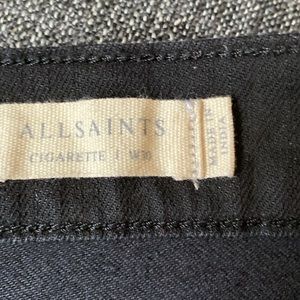 ALLSAINTS
CIGARETTE | W30
MADE IN
INDIA